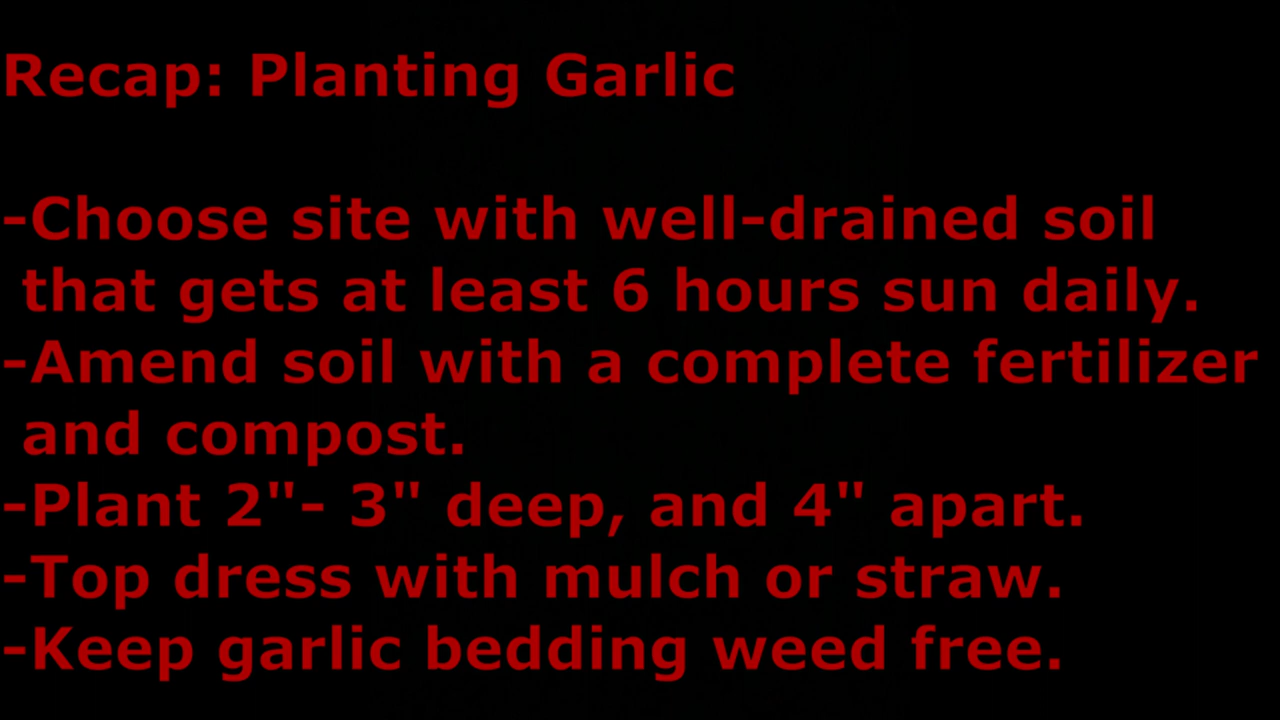 Recap: Planting Garlic
-Choose site with well-drained soil
that gets at least 6 hours sun daily.
-Amend soil with a complete fertilizer
and compost.
-Plant 2"- 3" deep, and 4" apart.
-Top dress with mulch or straw.
-Keep garlic bedding weed free.